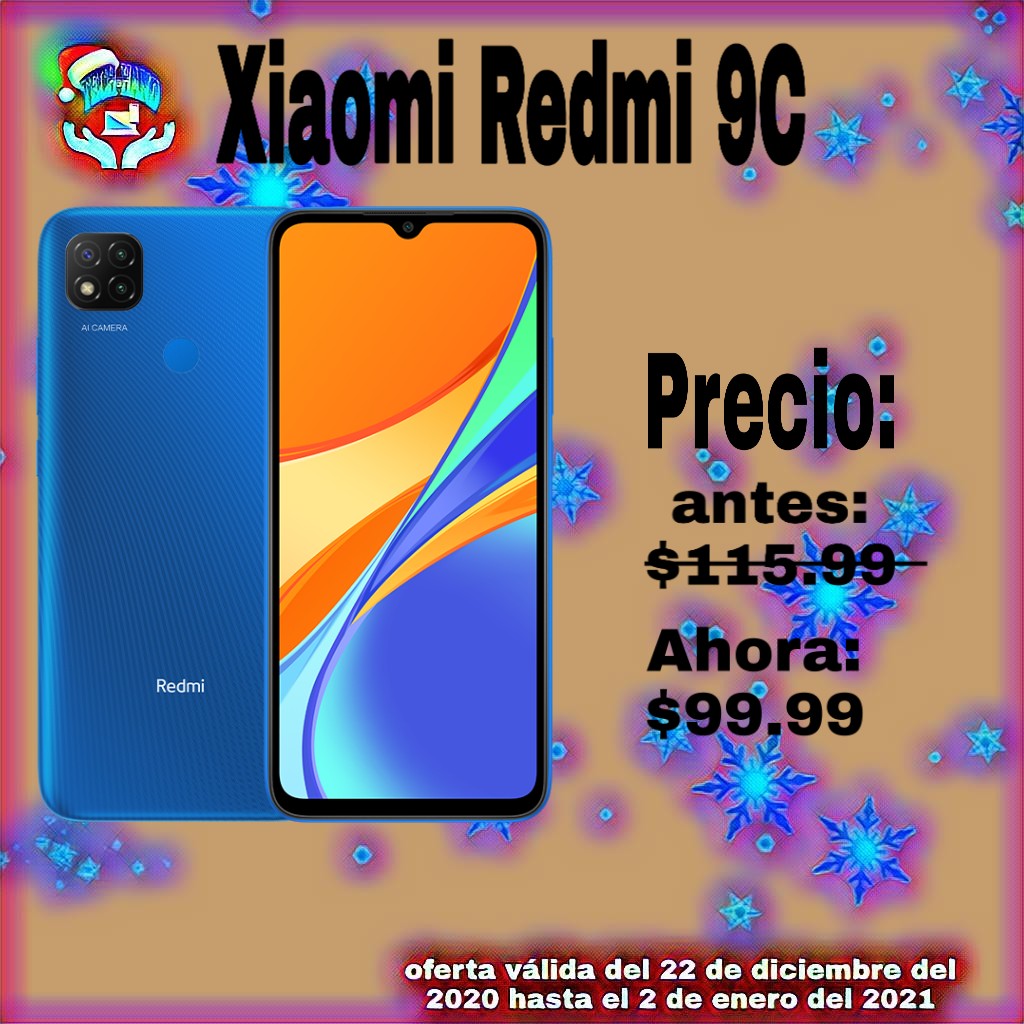 Xiaomi Redmi 9C
AI CAMERA
Redmi
Precio:
antes:
$115.99
Ahora:
$99.99
oferta válida del 22 de diciembre del
2020 hasta el 2 de enero del 2021